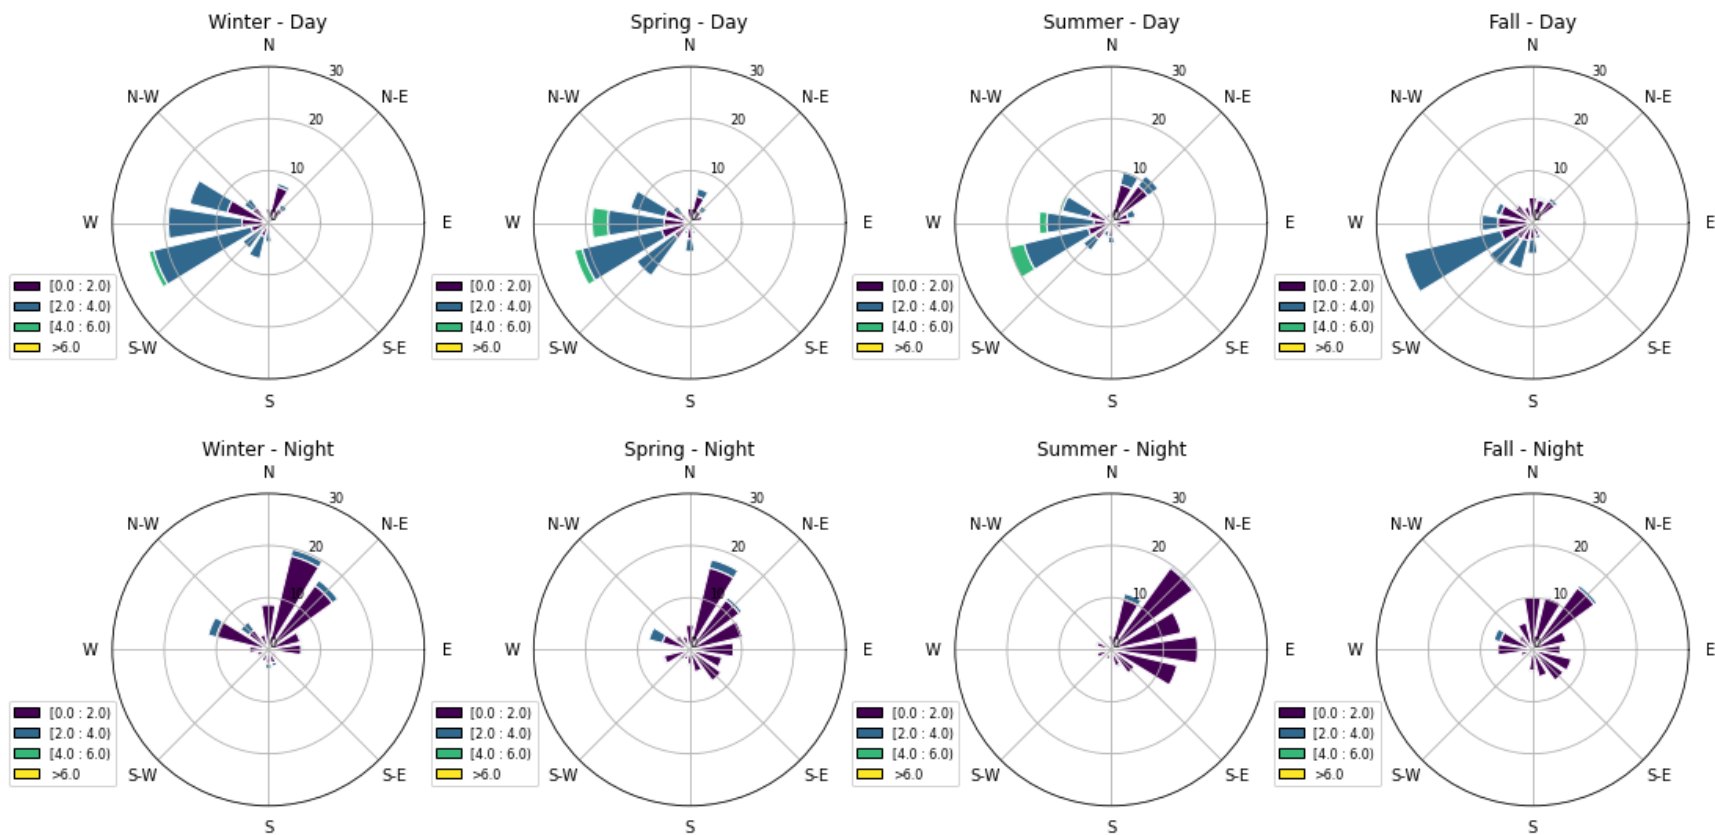 Winter - Day
N
N-W
N-E
30
20
10
W
E
[0.0 : 2.0)
[2.0 : 4.0)
[4.0 : 6.0)
>6.0
S-W
S-E
S
Spring - Day
N
N-W
N-E
30
20
10
W
E
[0.0 : 2.0)
[2.0 : 4.0)
[4.0 : 6.0)
>6.0
S-W
S-E
S
Summer - Day
N
N-W
N-E
30
20
10
W
E
[0.0 : 2.0)
[2.0 : 4.0)
[4.0 : 6.0)
>6.0
S-W
S-E
S
Fall - Day
N
N-W
N-E
30
20
10
W
E
[0.0 : 2.0)
[2.0 : 4.0)
[4.0 : 6.0)
>6.0
S-W
S-E
S
Winter - Night
N
N-W
N-E
30
20
10
W
E
[0.0 : 2.0)
[2.0 : 4.0)
[4.0 : 6.0)
>6.0
S-W
S-E
S
Spring - Night
N
N-W
N-E
30
20
10
W
E
[0.0 : 2.0)
[2.0 : 4.0)
[4.0 : 6.0)
>6.0
S-W
S-E
S
Summer - Night
N
N-W
N-E
30
20
10
W
E
[0.0 : 2.0)
[2.0 : 4.0)
[4.0 : 6.0)
>6.0
S-W
S-E
S
Fall - Night
N
N-W
N-E
30
20
10
W
E
[0.0 : 2.0)
[2.0 : 4.0)
[4.0 : 6.0)
>6.0
S-W
S-E
S